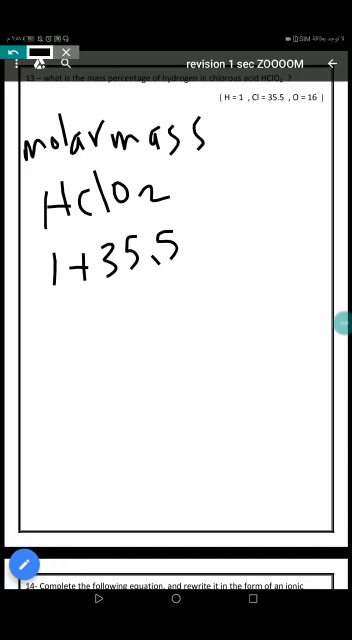 revision 1 sec ZOOOOM
13 – what is the mass percentage of hydrogen in chlorous acid HClO₂ ?
( H = 1 , Cl = 35.5 , O = 16 )
molar mass
HClO2
1+35.5
14- Complete the following equation, and rewrite it in the form of an ionic